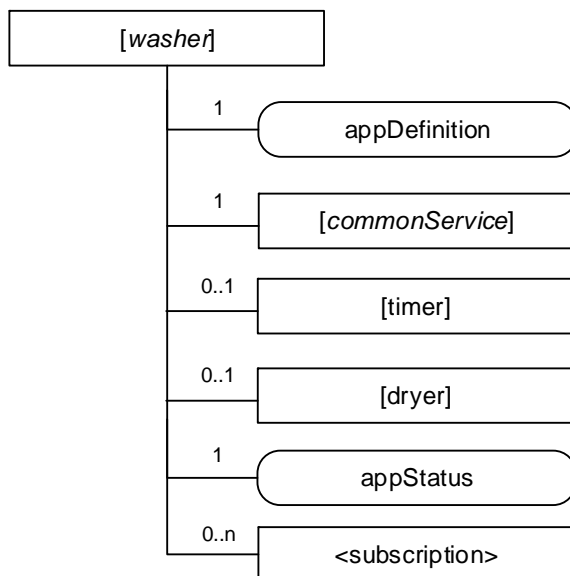 [washer]
1
appDefinition
1
[commonService]
0..1
[timer]
0..1
[dryer]
1
appStatus
0..n
<subscription>